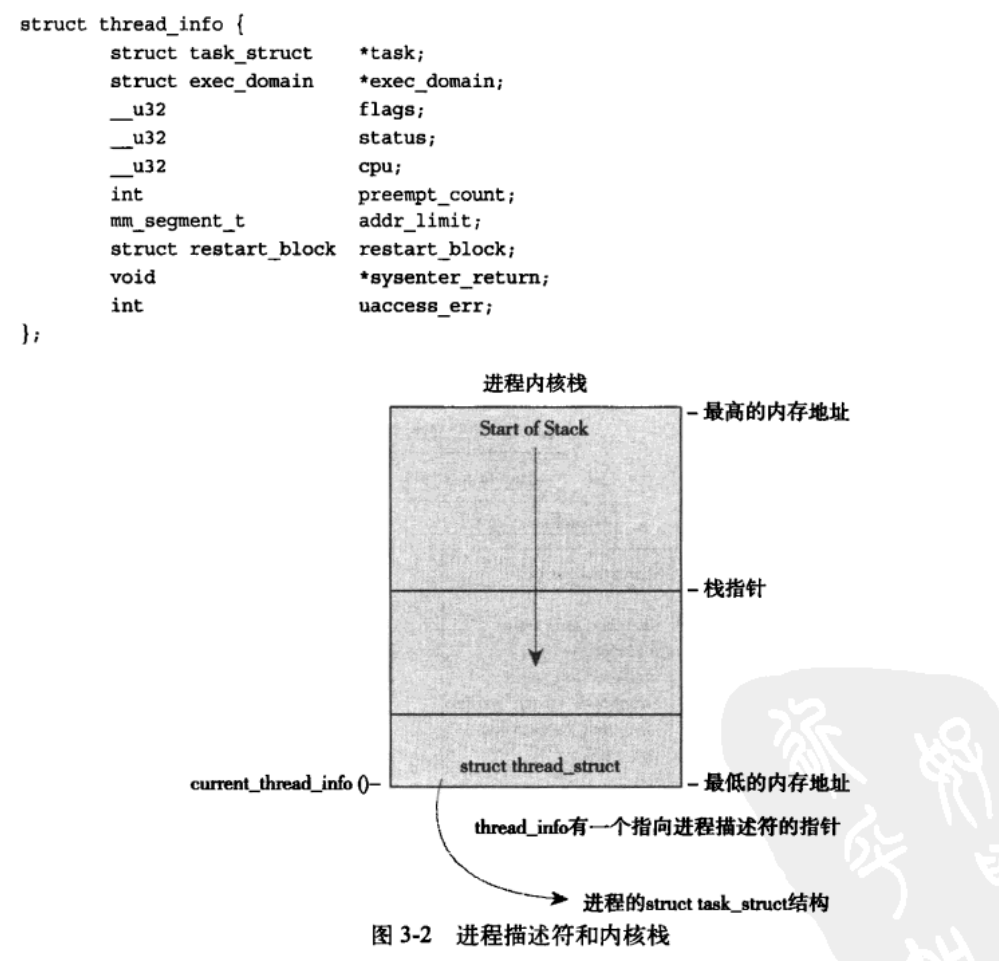 struct thread_info {
struct task_struct *task;
struct exec_domain *exec_domain;
__u32 flags;
__u32 status;
__u32 cpu;
int preempt_count;
mm_segment_t addr_limit;
struct restart_block restart_block;
void *sysenter_return;
int uaccess_err;
};
进程内核栈
Start of Stack
最高的内存地址
栈指针
struct thread_struct
current_thread_info ()
最低的内存地址
thread_info有一个指向进程描述符的指针
进程的struct task_struct结构
图 3-2 进程描述符和内核栈